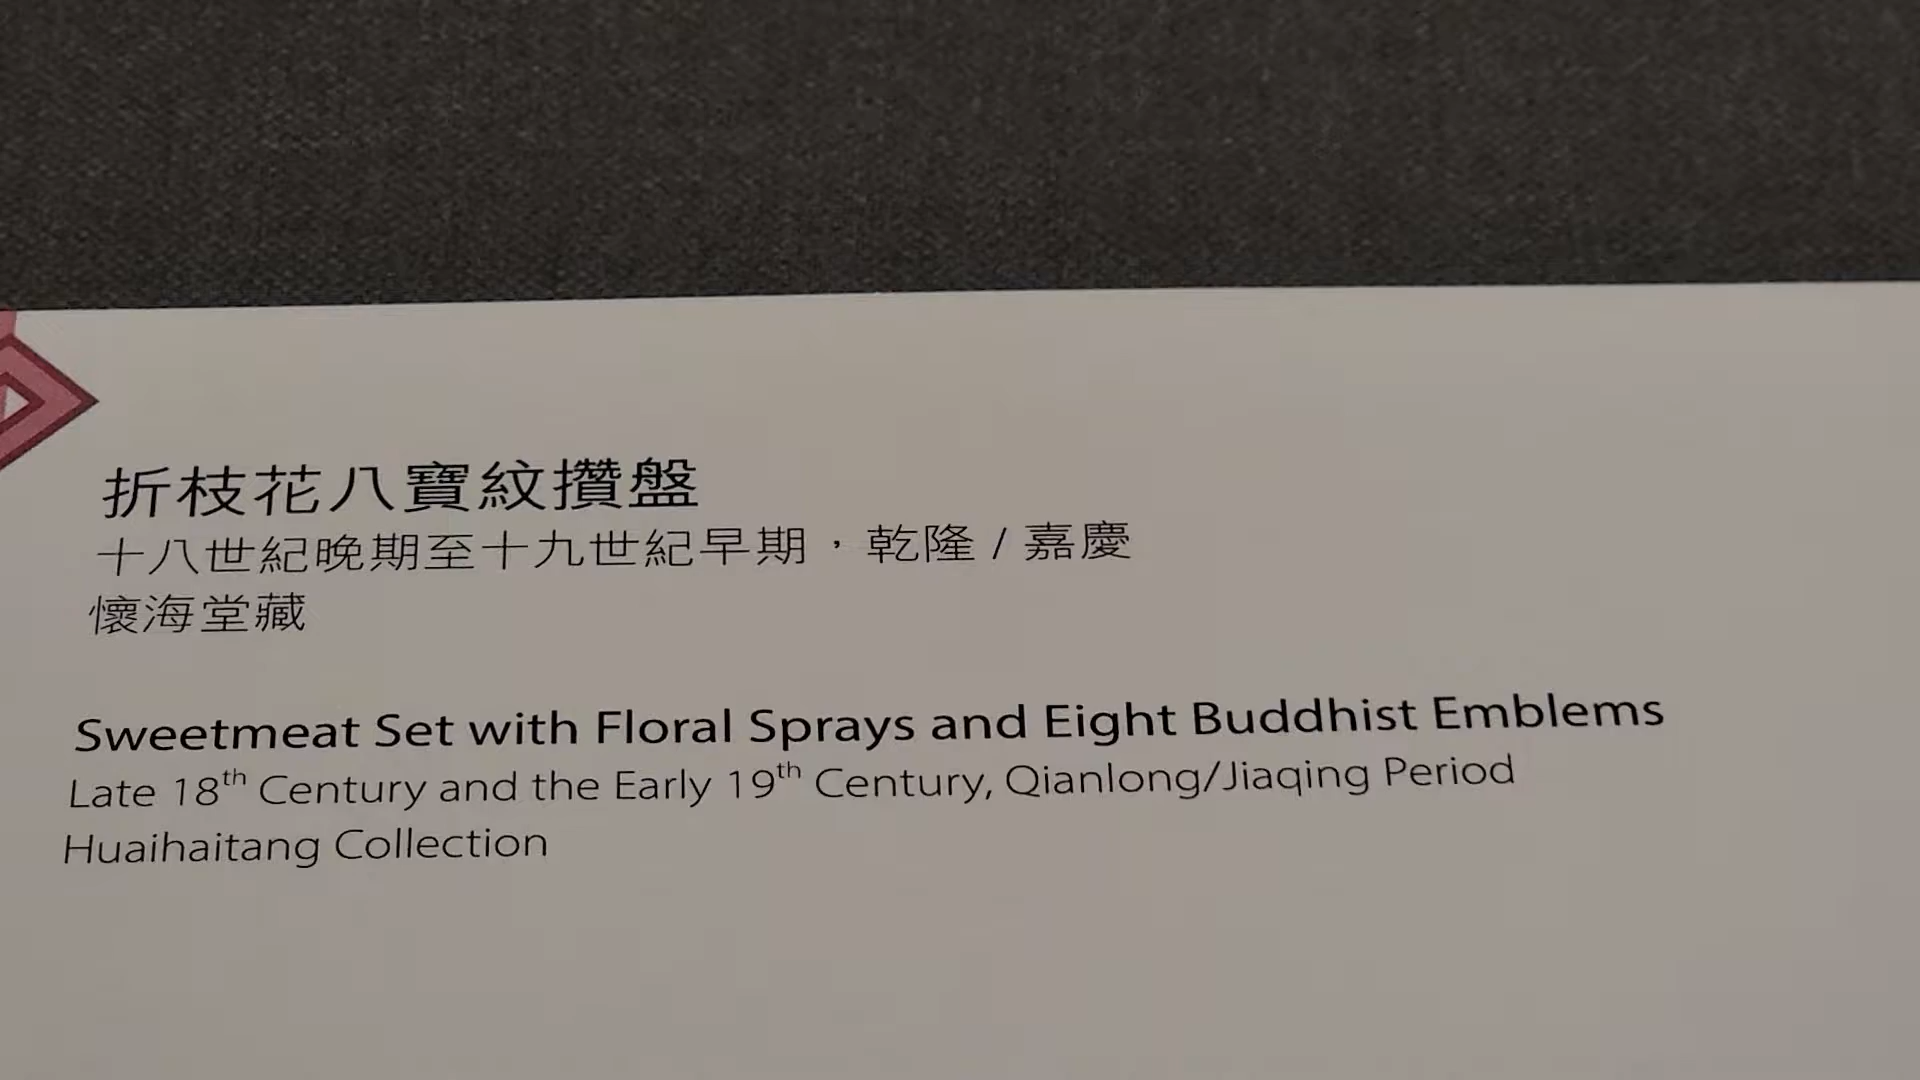 折枝花八寶紋攢盤
十八世紀晚期至十九世紀早期，乾隆 / 嘉慶
懷海堂藏
Sweetmeat Set with Floral Sprays and Eight Buddhist Emblems
Late 18th Century and the Early 19th Century, Qianlong/Jiaqing Period
Huaihaitang Collection